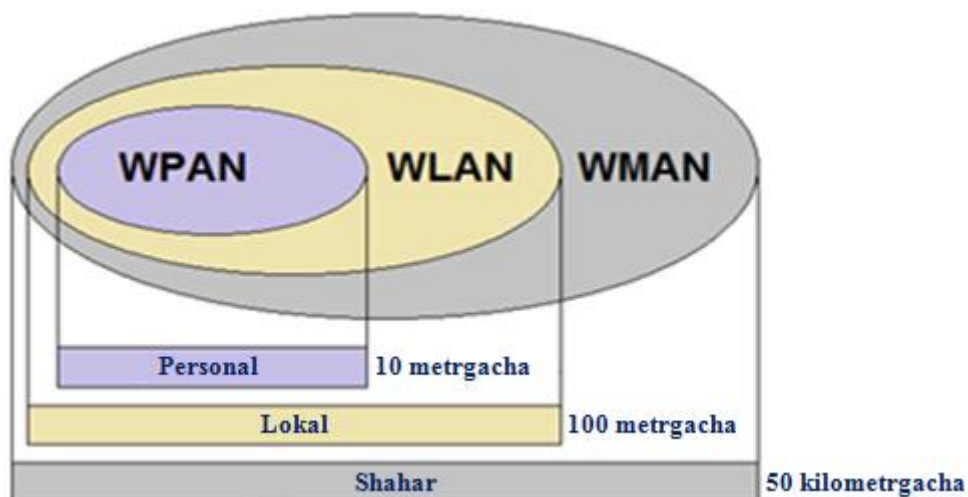 WPAN WLAN WMAN
Personal 10 metrgacha
Lokal 100 metrgacha
Shahar 50 kilometrgacha